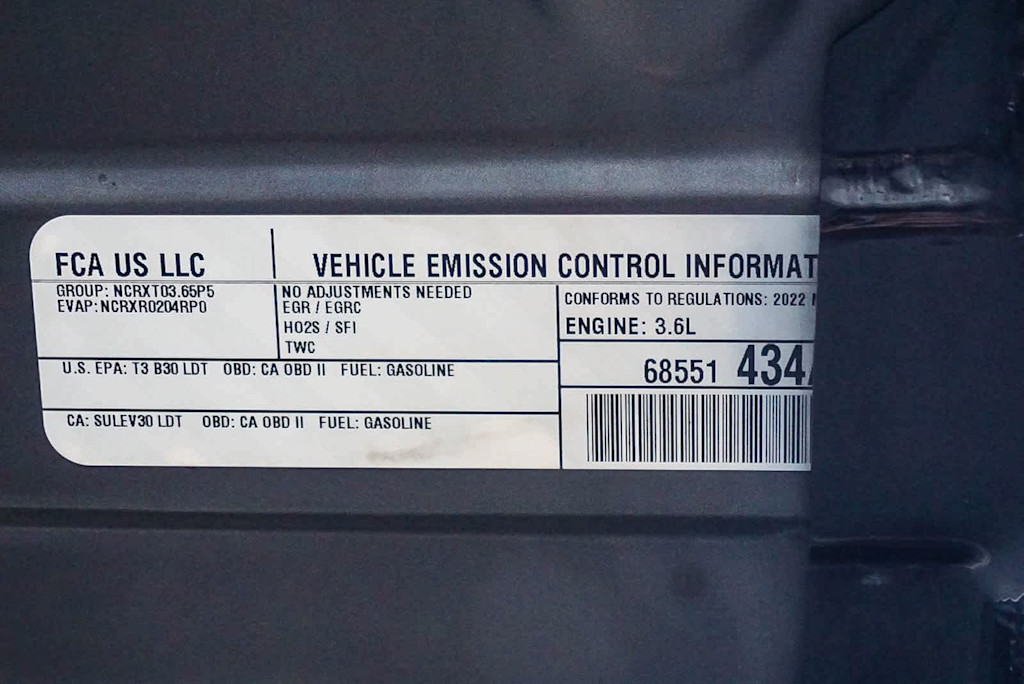 FCA US LLC
VEHICLE EMISSION CONTROL INFORMAT
GROUP: NCRXT03.65P5
EVAP: NCRXR0204RP0
NO ADJUSTMENTS NEEDED
EGR / EGRC
HO2S / SFI
TWC
CONFORMS TO REGULATIONS: 2022
ENGINE: 3.6L
68551 434
U.S. EPA: T3 B30 LDT OBD: CA OBD II FUEL: GASOLINE
CA: SULEV30 LDT OBD: CA OBD II FUEL: GASOLINE